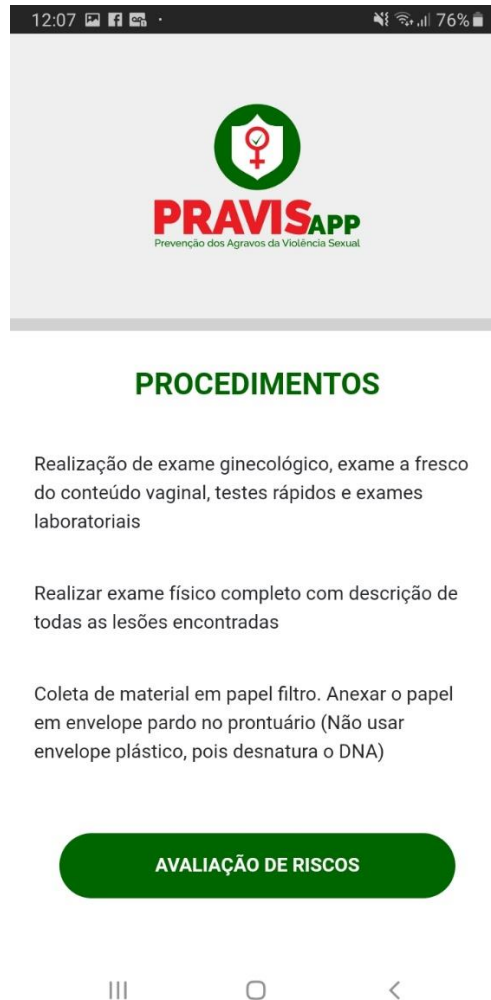 12:07
76%
PRAVISAPP
Prevenção dos Agravos da Violência Sexual
PROCEDIMENTOS
Realização de exame ginecológico, exame a fresco
do conteúdo vaginal, testes rápidos e exames
laboratoriais
Realizar exame físico completo com descrição de
todas as lesões encontradas
Coleta de material em papel filtro. Anexar o papel
em envelope pardo no prontuário (Não usar
envelope plástico, pois desnatura o DNA)
AVALIAÇÃO DE RISCOS